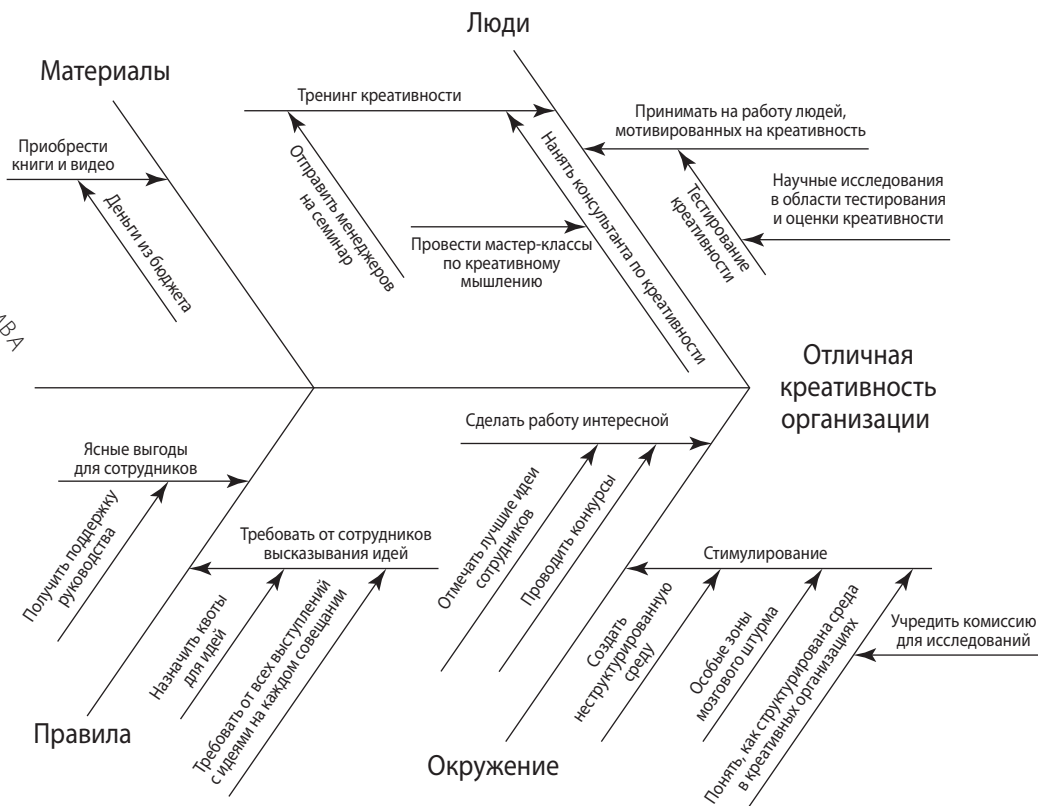 Люди
Материалы
Тренинг креативности
Принимать на работу людей,
мотивированных на креативность
Приобрести
книги и видео
Деньги из бюджета
Отправить менеджеров
на семинар
Нанять консультанта по креативности
Провести мастер-классы
по креативному
мышлению
Тестирование
креативности
Научные исследования
в области тестирования
и оценки креативности
Отличная
креативность
организации
Ясные выгоды
для сотрудников
Получить поддержку
руководства
Требовать от сотрудников
высказывания идей
Назначить квоты
для идей
Требовать от всех выступлений
с идеями на каждом совещании
Правила
Сделать работу интересной
Отмечать лучшие идеи
сотрудников
Проводить конкурсы
Стимулирование
Создать
неструктурированную
среду
Особые зоны
мозгового штурма
Понять, как структурирована среда
в креативных организациях
Учредить комиссию
для исследований
Окружение